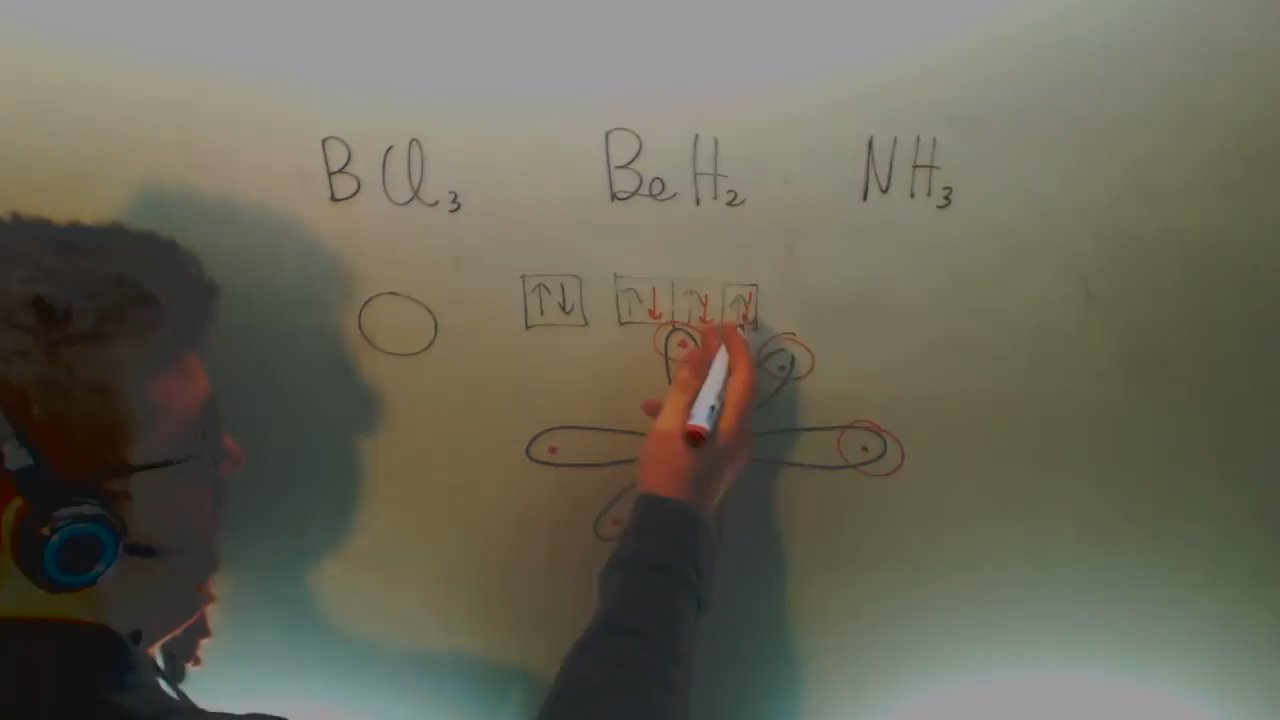 BCl₃ BeH₂ NH₃
↑↓ ↑↓ ↑↓ ↑↓